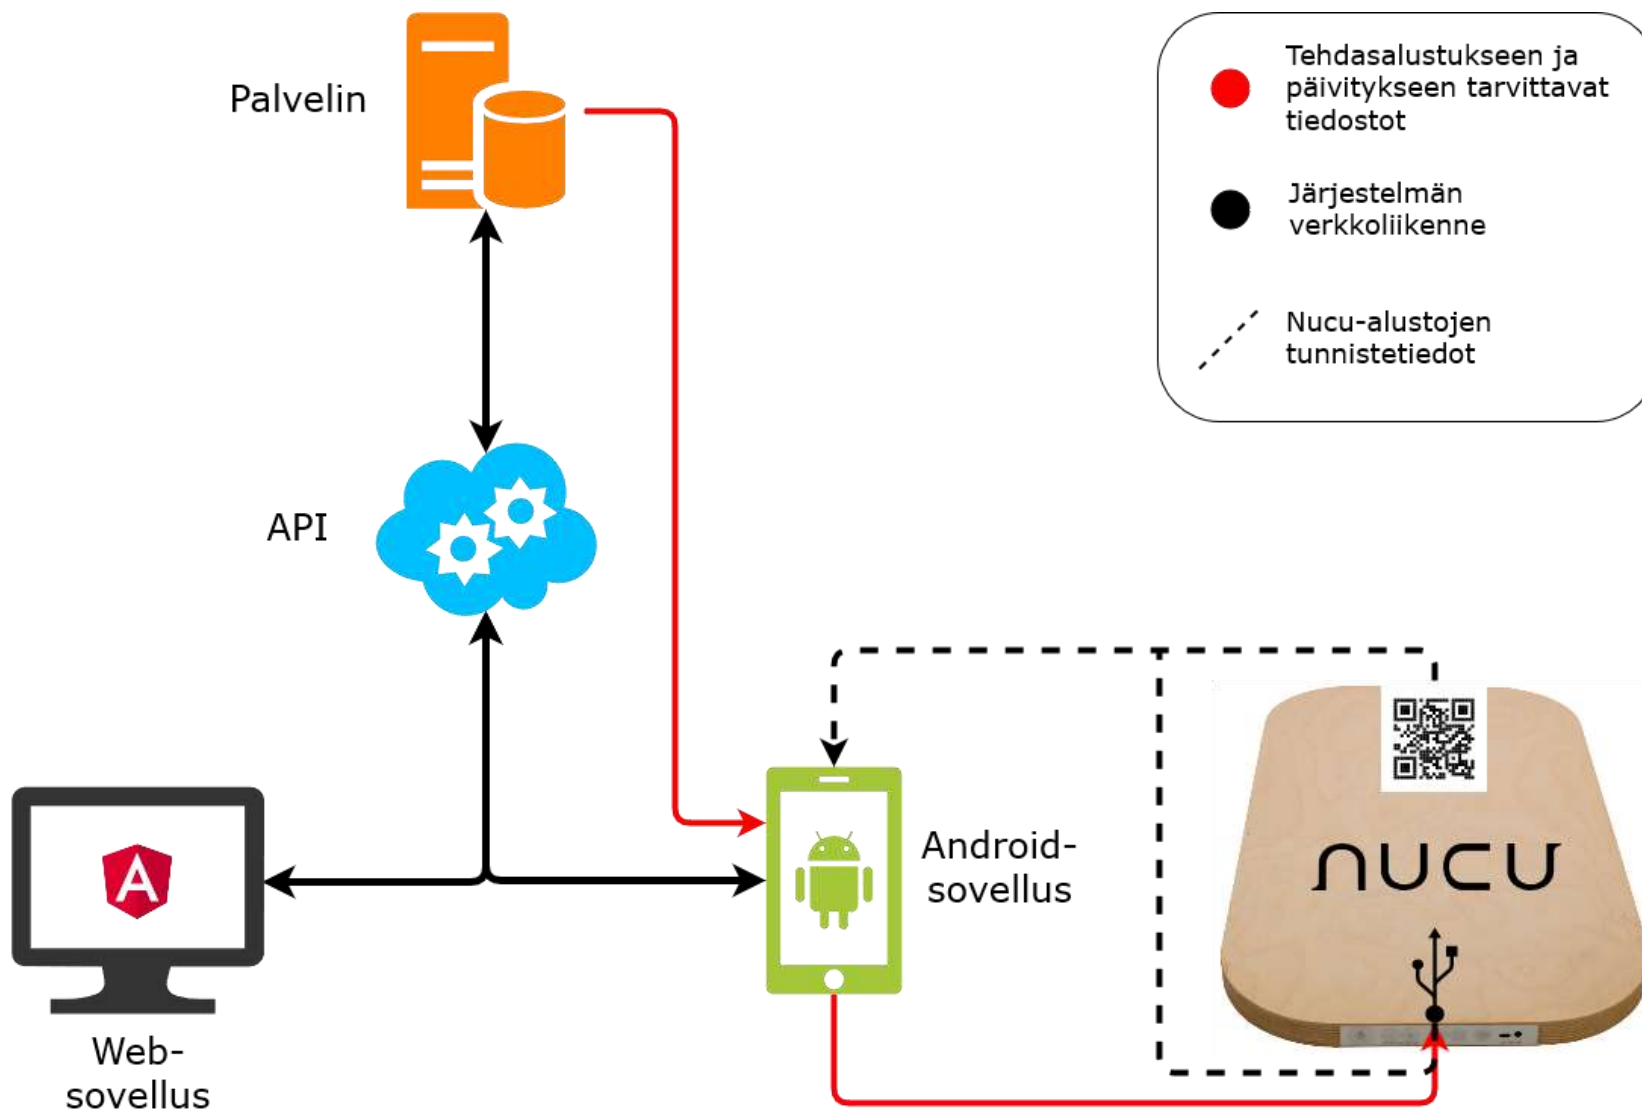 Palvelin
Tehdasalustukseen ja
päivitykseen tarvittavat
tiedostot
Järjestelmän
verkkoliikenne
Nucu-alustojen
tunnistetiedot
API
Android-
sovellus
nucu
Web-
sovellus
A